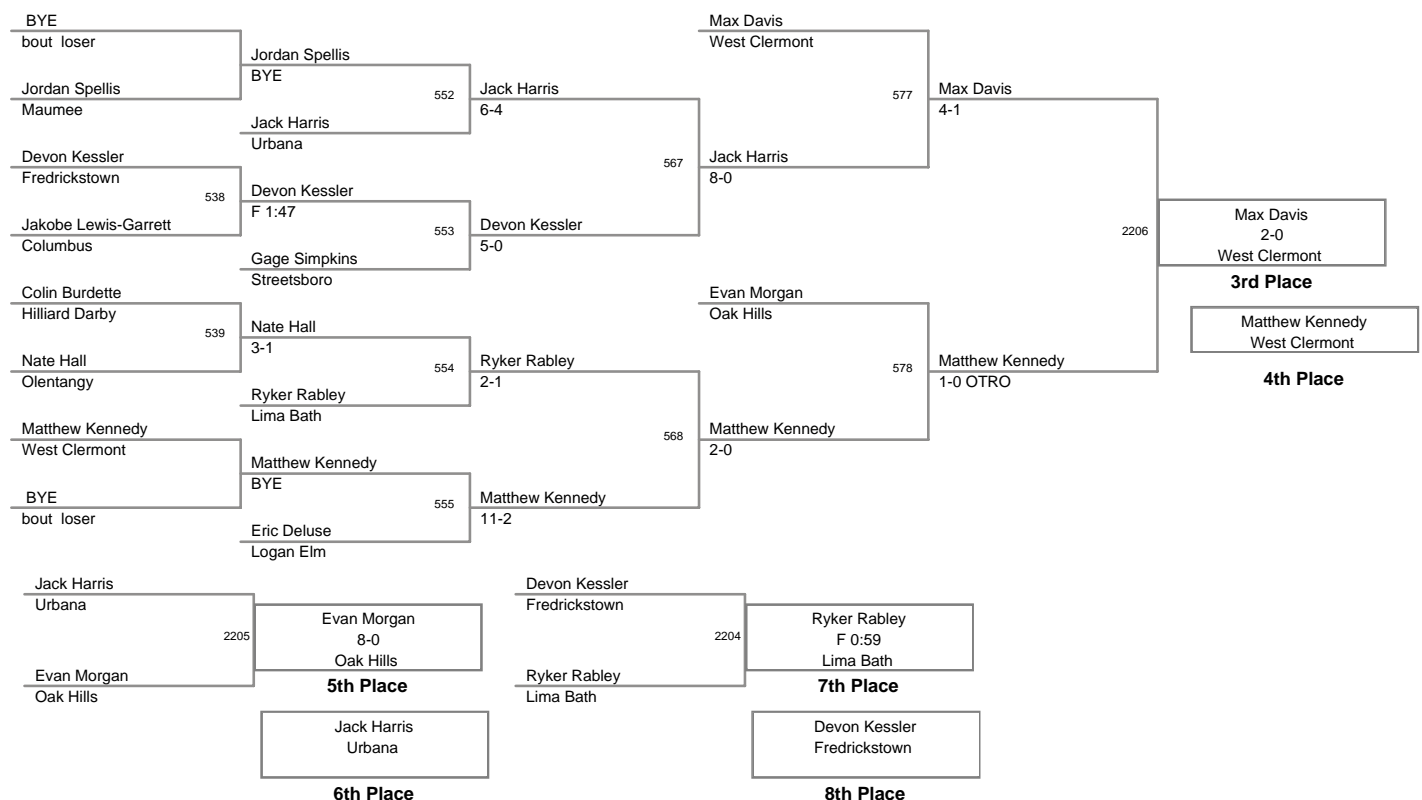 BYE
bout loser
Jordan Spellis
Maumee
Devon Kessler
Fredrickstown
Jakobe Lewis-Garrett
Columbus
Colin Burdette
Hilliard Darby
Nate Hall
Olentangy
Matthew Kennedy
West Clermont
BYE
bout loser
Jordan Spellis
BYE
Jack Harris
Urbana
538
Devon Kessler
F 1:47
Gage Simpkins
Streetsboro
539
Nate Hall
3-1
Ryker Rabley
Lima Bath
Matthew Kennedy
BYE
Eric Deluse
Logan Elm
552
Jack Harris
6-4
553
Devon Kessler
5-0
554
Ryker Rabley
2-1
555
Matthew Kennedy
11-2
Max Davis
West Clermont
567
Jack Harris
8-0
Evan Morgan
Oak Hills
568
Matthew Kennedy
2-0
577
Max Davis
4-1
578
Matthew Kennedy
1-0 OTRO
2206
Max Davis
2-0
West Clermont
3rd Place
Matthew Kennedy
West Clermont
4th Place
Jack Harris
Urbana
Evan Morgan
Oak Hills
2205
Evan Morgan
8-0
Oak Hills
5th Place
Jack Harris
Urbana
6th Place
Devon Kessler
Fredrickstown
Ryker Rabley
Lima Bath
2204
Ryker Rabley
F 0:59
Lima Bath
7th Place
Devon Kessler
Fredrickstown
8th Place